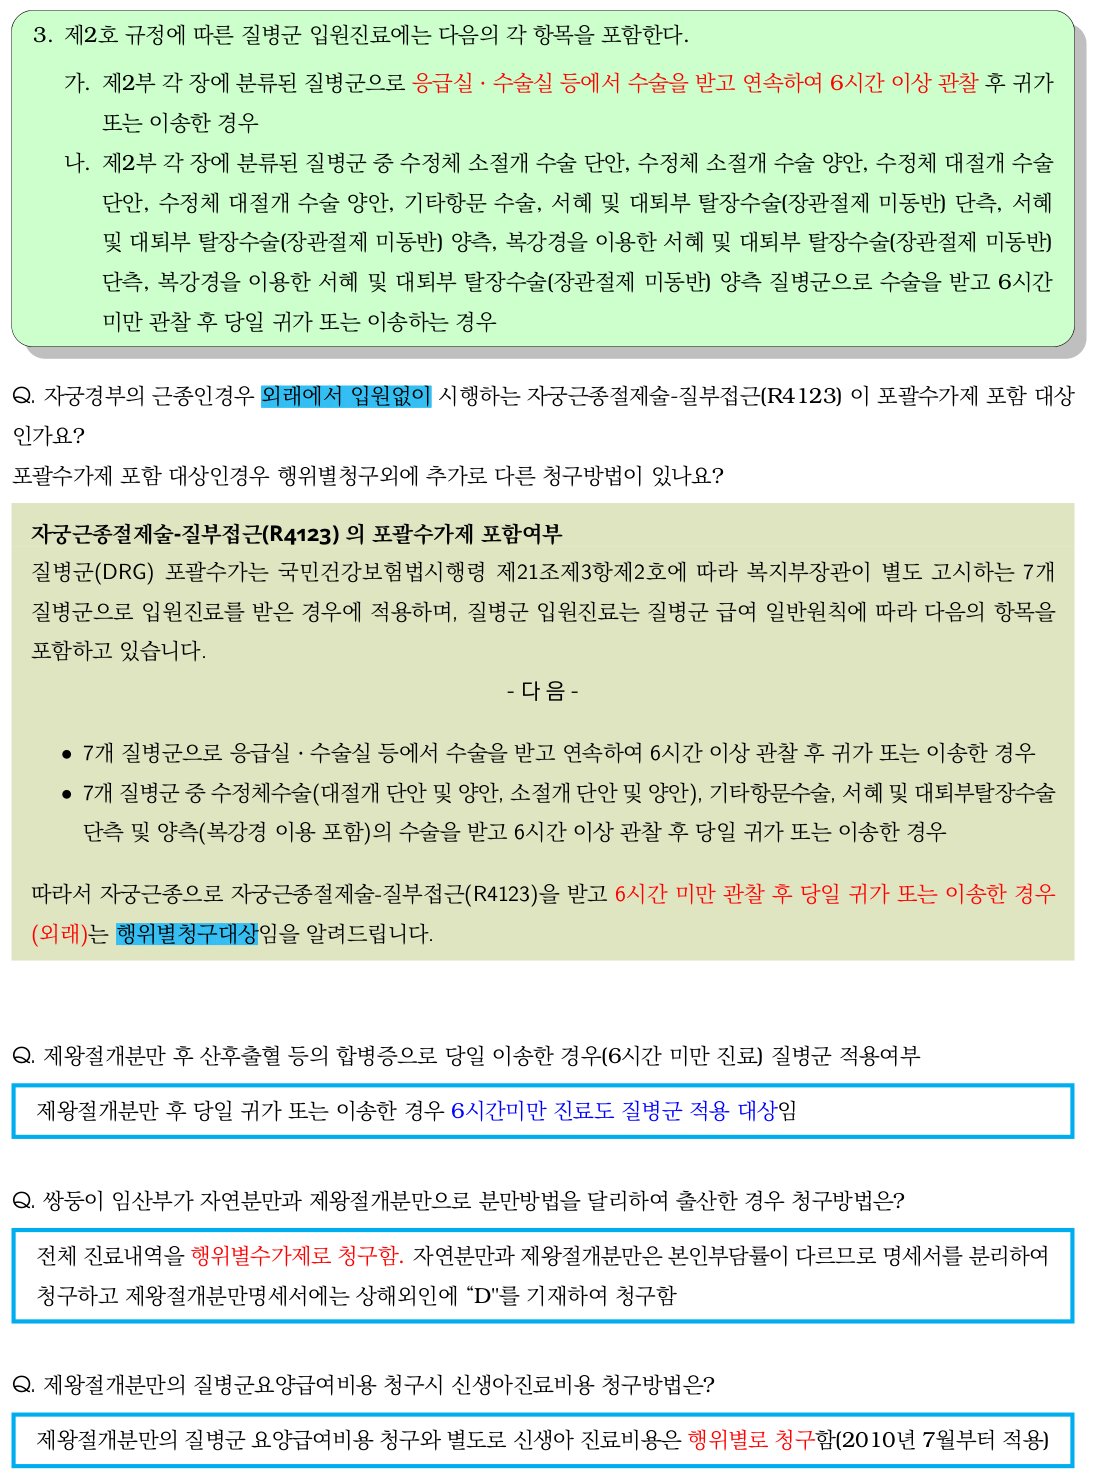 3. 제2호 규정에 따른 질병군 입원진료에는 다음의 각 항목을 포함한다.
가. 제2부 각 장에 분류된 질병군으로 응급실 · 수술실 등에서 수술을 받고 연속하여 6시간 이상 관찰 후 귀가
또는 이송한 경우
나. 제2부 각 장에 분류된 질병군 중 수정체 소절개 수술 단안, 수정체 소절개 수술 양안, 수정체 대절개 수술
단안, 수정체 대절개 수술 양안, 기타항문 수술, 서혜 및 대퇴부 탈장수술(장관절제 미동반) 단측, 서혜
및 대퇴부 탈장수술(장관절제 미동반) 양측, 복강경을 이용한 서혜 및 대퇴부 탈장수술(장관절제 미동반)
단측, 복강경을 이용한 서혜 및 대퇴부 탈장수술(장관절제 미동반) 양측 질병군으로 수술을 받고 6시간
미만 관찰 후 당일 귀가 또는 이송하는 경우
Q. 자궁경부의 근종인경우 외래에서 입원없이 시행하는 자궁근종절제술-질부접근(R4123) 이 포괄수가제 포함 대상
인가요?
포괄수가제 포함 대상인경우 행위별청구외에 추가로 다른 청구방법이 있나요?
자궁근종절제술-질부접근(R4123) 의 포괄수가제 포함여부
질병군(DRG) 포괄수가는 국민건강보험법시행령 제21조제3항제2호에 따라 복지부장관이 별도 고시하는 7개
질병군으로 입원진료를 받은 경우에 적용하며, 질병군 입원진료는 질병군 급여 일반원칙에 따라 다음의 항목을
포함하고 있습니다.
- 다 음 -
• 7개 질병군으로 응급실 · 수술실 등에서 수술을 받고 연속하여 6시간 이상 관찰 후 귀가 또는 이송한 경우
• 7개 질병군 중 수정체수술(대절개 단안 및 양안, 소절개 단안 및 양안), 기타항문수술, 서혜 및 대퇴부탈장수술
단측 및 양측(복강경 이용 포함)의 수술을 받고 6시간 이상 관찰 후 당일 귀가 또는 이송한 경우
따라서 자궁근종으로 자궁근종절제술-질부접근(R4123)을 받고 6시간 미만 관찰 후 당일 귀가 또는 이송한 경우
(외래)는 행위별청구대상임을 알려드립니다.
Q. 제왕절개분만 후 산후출혈 등의 합병증으로 당일 이송한 경우(6시간 미만 진료) 질병군 적용여부
제왕절개분만 후 당일 귀가 또는 이송한 경우 6시간미만 진료도 질병군 적용 대상임
Q. 쌍둥이 임산부가 자연분만과 제왕절개분만으로 분만방법을 달리하여 출산한 경우 청구방법은?
전체 진료내역을 행위별수가제로 청구함. 자연분만과 제왕절개분만은 본인부담률이 다르므로 명세서를 분리하여
청구하고 제왕절개분만명세서에는 상해외인에 “D"를 기재하여 청구함
Q. 제왕절개분만의 질병군요양급여비용 청구시 신생아진료비용 청구방법은?
제왕절개분만의 질병군 요양급여비용 청구와 별도로 신생아 진료비용은 행위별로 청구함(2010년 7월부터 적용)